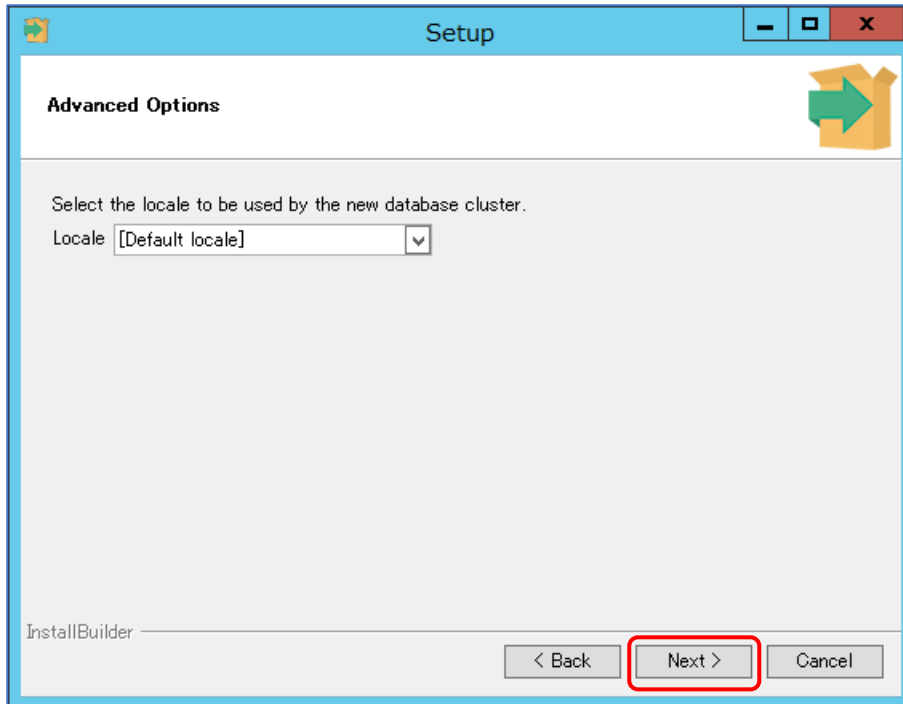 Setup
Advanced Options
Select the locale to be used by the new database cluster.
Locale [Default locale]
InstallBuilder
< Back Next > Cancel